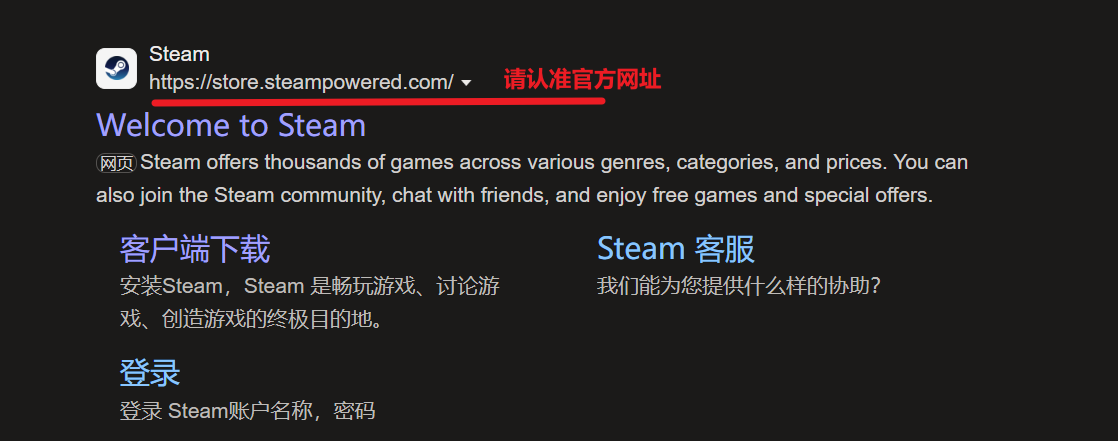 Steam
https://store.steampowered.com/ 请认准官方网址
Welcome to Steam
网页 Steam offers thousands of games across various genres, categories, and prices. You can
also join the Steam community, chat with friends, and enjoy free games and special offers.
客户端下载
安装Steam，Steam 是畅玩游戏、讨论游
戏、创造游戏的终极目的地。
Steam 客服
我们能为您提供什么样的协助?
登录
登录 Steam账户名称，密码